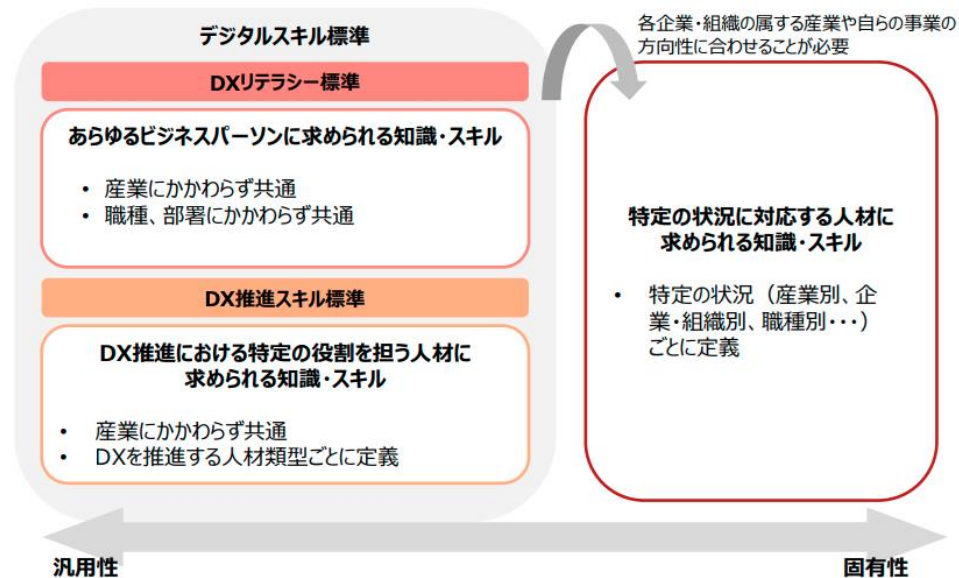 デジタルスキル標準
DXリテラシー標準
あらゆるビジネスパーソンに求められる知識・スキル
• 産業にかかわらず共通
• 職種、部署にかかわらず共通
DX推進スキル標準
DX推進における特定の役割を担う人材に
求められる知識・スキル
• 産業にかかわらず共通
• DXを推進する人材類型ごとに定義
各企業・組織の属する産業や自らの事業の
方向性に合わせることが必要
特定の状況に対応する人材に
求められる知識・スキル
• 特定の状況（産業別、企
業・組織別、職種別・・・）
ごとに定義
汎用性
固有性